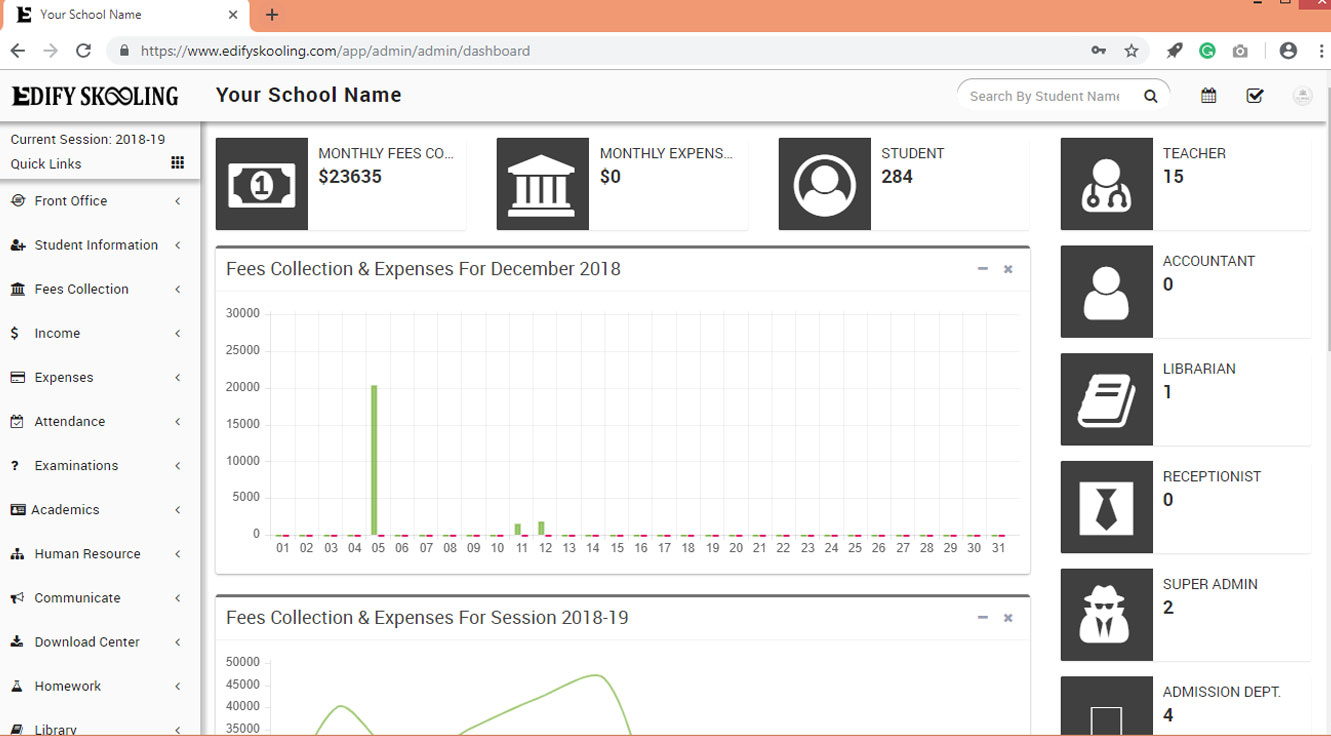 Your School Name
https://www.edifyskooling.com/app/admin/admin/dashboard
EDIFY SKOOLING
Your School Name
Search By Student Name
Current Session: 2018-19
Quick Links
Front Office
Student Information
Fees Collection
Income
Expenses
Attendance
Examinations
Academics
Human Resource
Communicate
Download Center
Homework
Library
MONTHLY FEES CO...
$23635
MONTHLY EXPENS...
$0
STUDENT
284
TEACHER
15
Fees Collection & Expenses For December 2018
30000
25000
20000
15000
10000
5000
0
01 02 03 04 05 06 07 08 09 10 11 12 13 14 15 16 17 18 19 20 21 22 23 24 25 26 27 28 29 30 31
Fees Collection & Expenses For Session 2018-19
50000
45000
40000
35000
ACCOUNTANT
0
LIBRARIAN
1
RECEPTIONIST
0
SUPER ADMIN
2
ADMISSION DEPT.
4